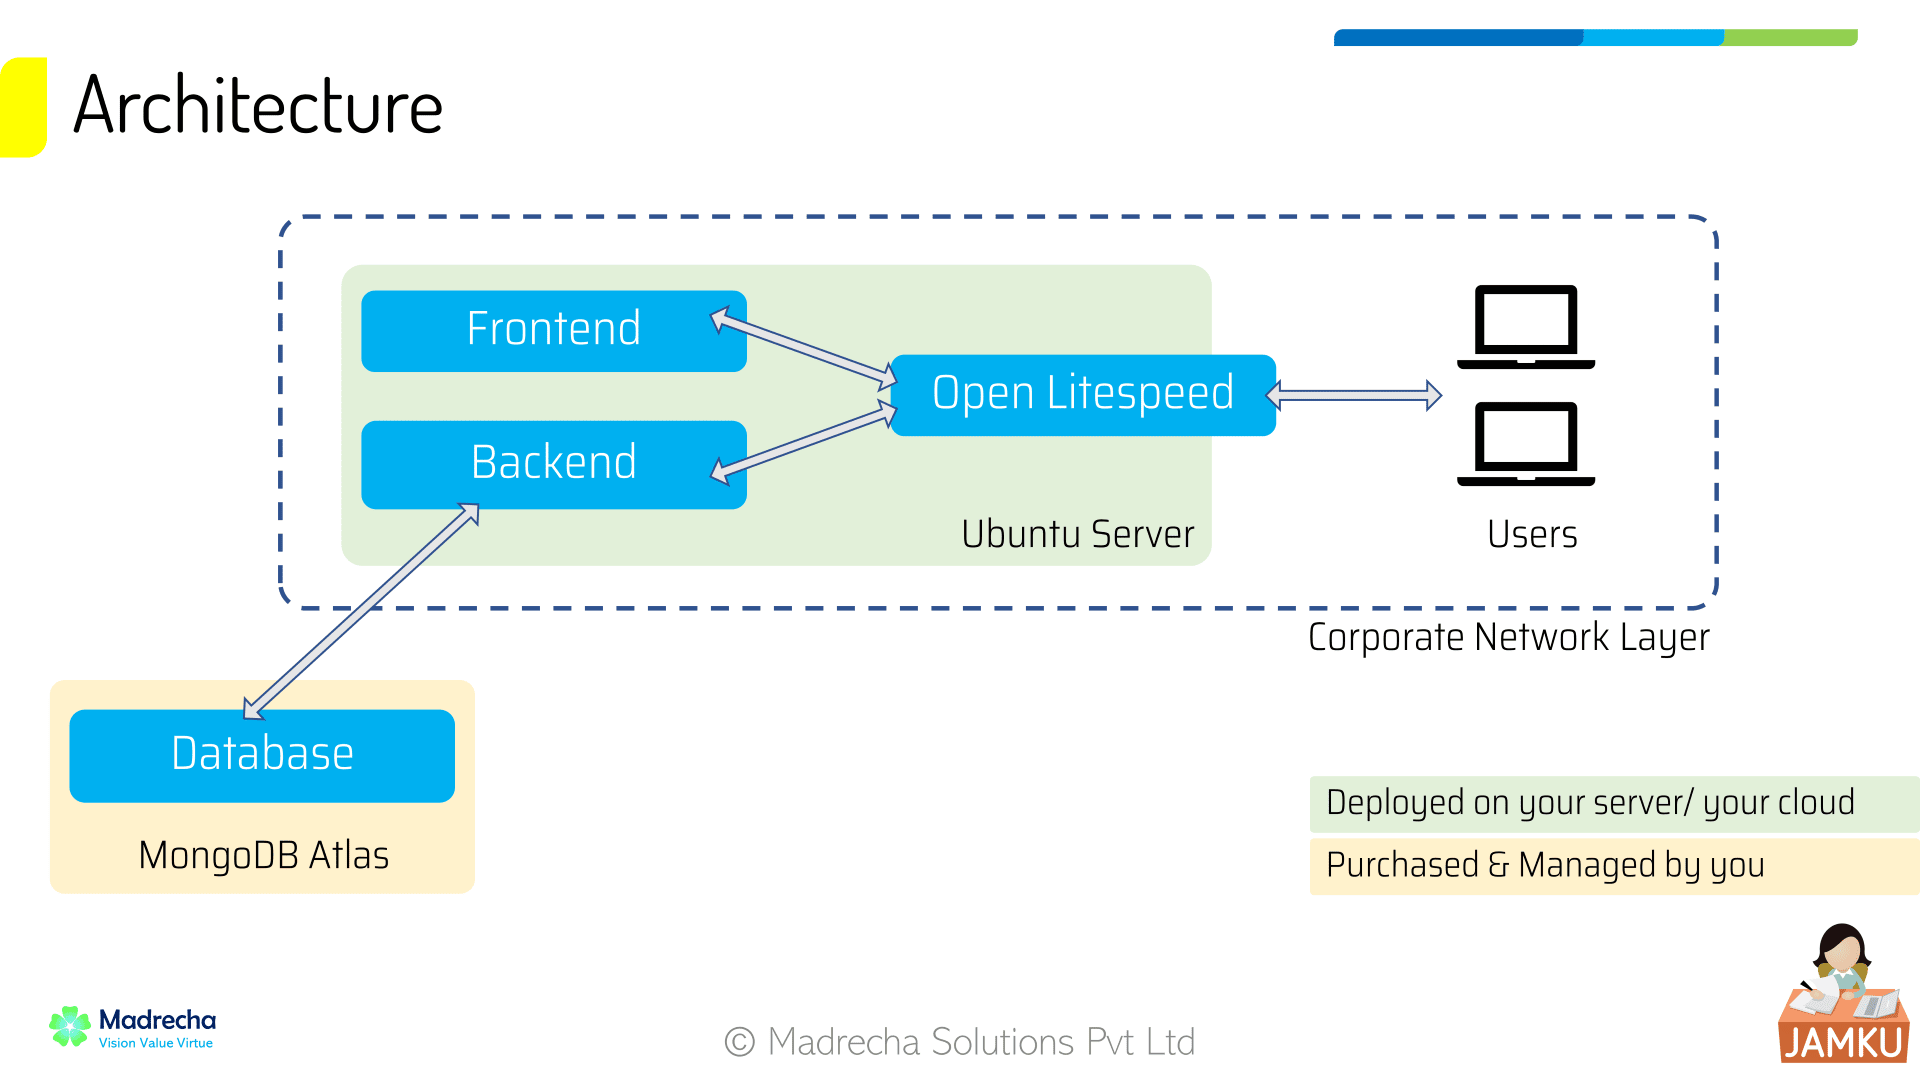 Architecture
Frontend
Open Litespeed
Backend
Ubuntu Server
Users
Corporate Network Layer
Database
MongoDB Atlas
Deployed on your server/ your cloud
Purchased & Managed by you
Madrecha
Vision Value Virtue
© Madrecha Solutions Pvt Ltd
JAMKU